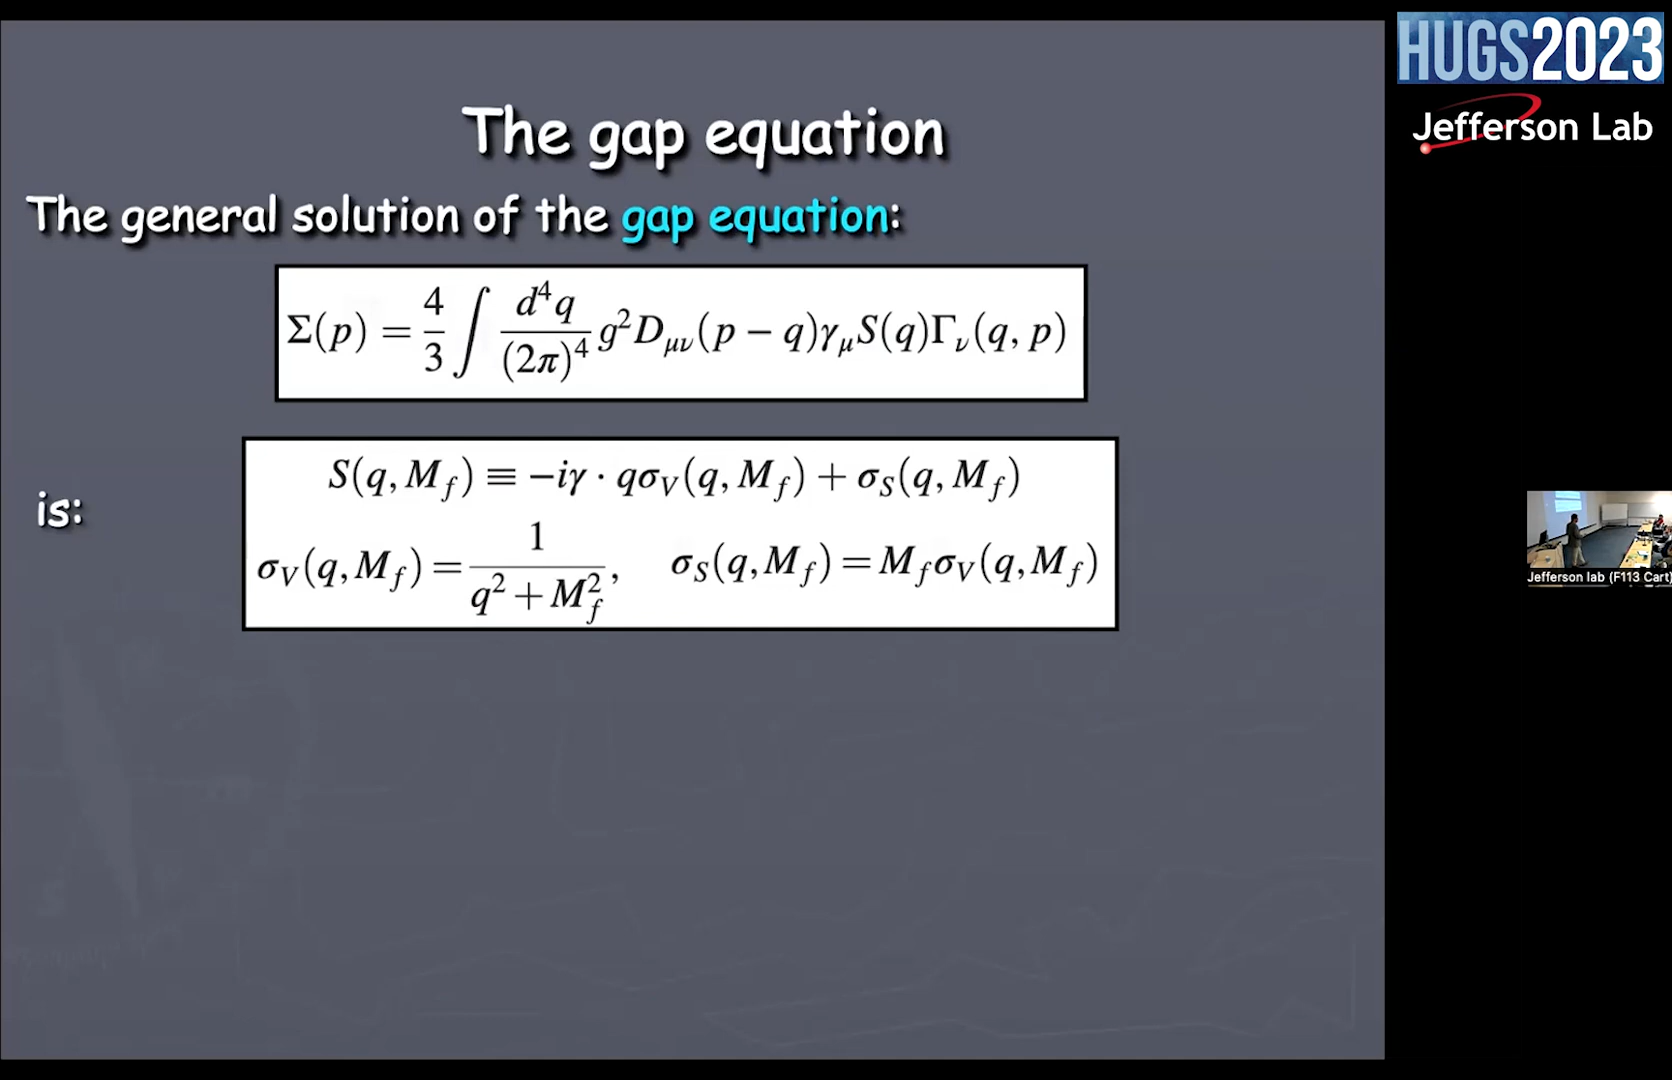 HUGS2023
Jefferson Lab
The gap equation
The general solution of the gap equation:
Σ(p) = 4/3 ∫ d⁴q/(2π)⁴ g²D_μν(p − q)γ_μS(q)Γ_ν(q, p)
is:
S(q, M_f) ≡ −iγ · qσ_V(q, M_f) + σ_S(q, M_f)
σ_V(q, M_f) = 1/(q² + M_f²), σ_S(q, M_f) = M_fσ_V(q, M_f)
Jefferson lab (F113 Cart)